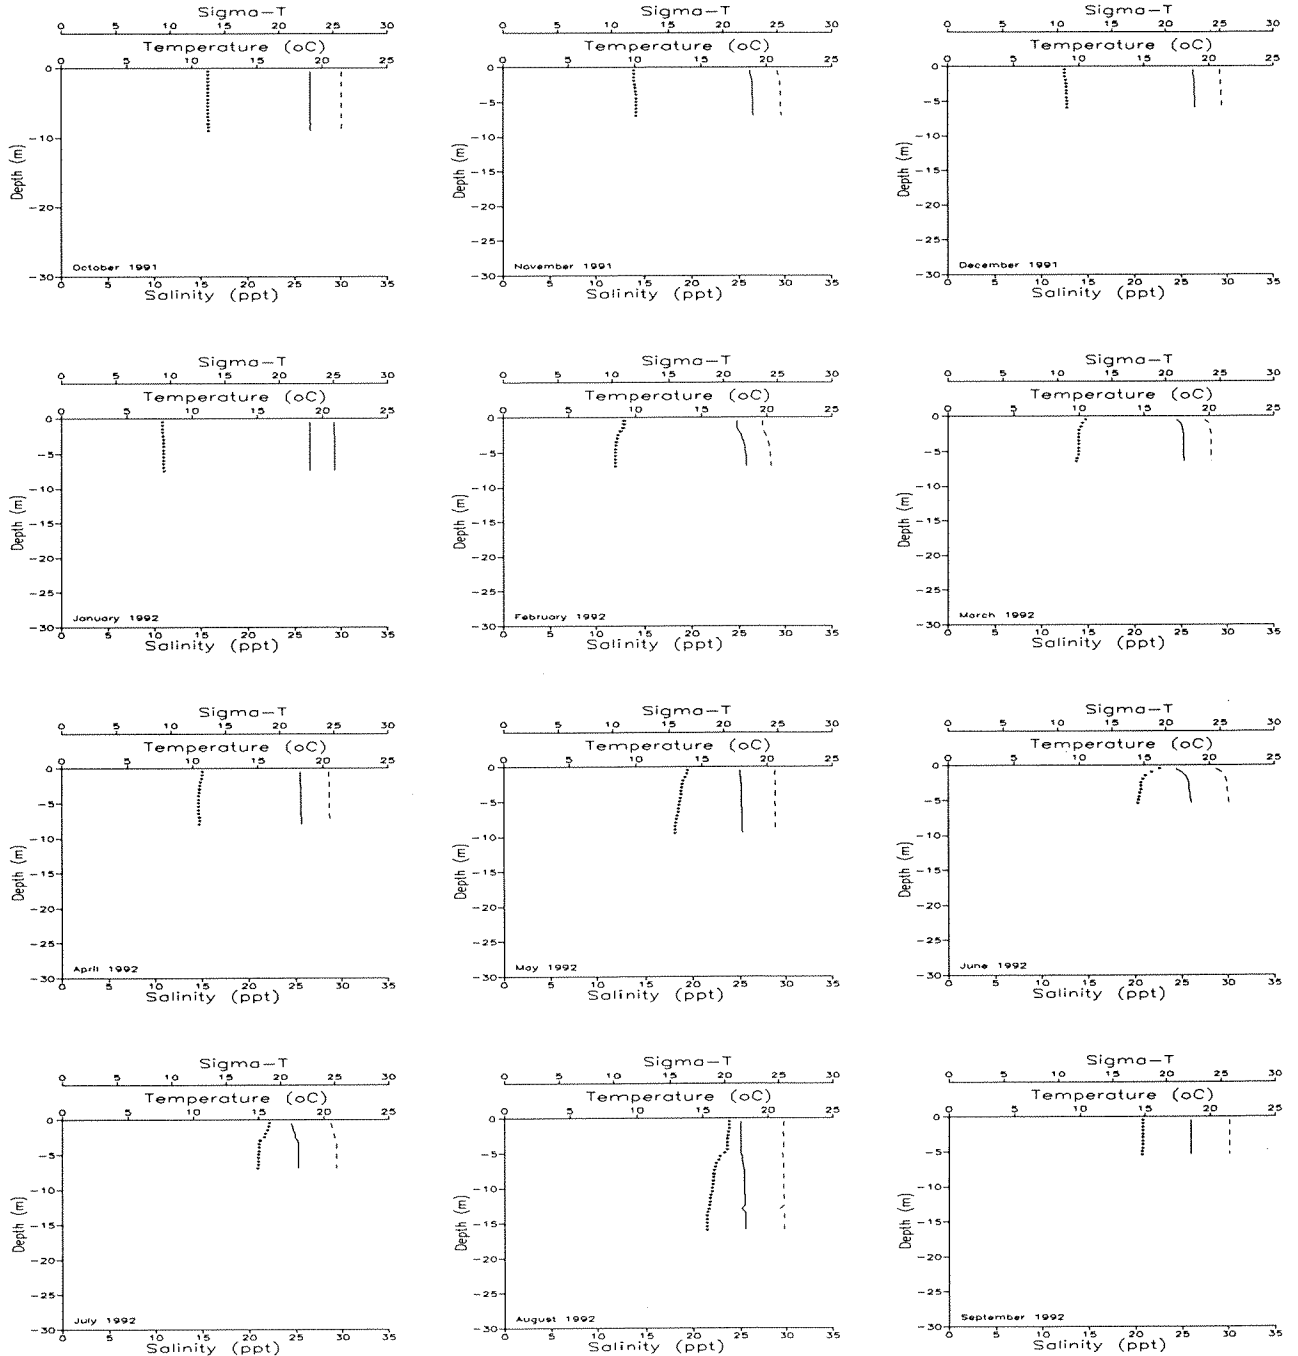 Sigma—T
0 5 10 15 20 25 30
Temperature (oC)
0 5 10 15 20 25
0
−10
Depth (m)
−20
October 1991
−30
0 5 10 15 20 25 30 35
Salinity (ppt)
Sigma—T
0 5 10 15 20 25 30
Temperature (oC)
0 5 10 15 20 25
0
−5
−10
Depth (m)
−15
−20
−25
November 1991
−30
0 5 10 15 20 25 30 35
Salinity (ppt)
Sigma—T
0 5 10 15 20 25 30
Temperature (oC)
0 5 10 15 20 25
0
−5
−10
Depth (m)
−15
−20
−25
December 1991
−30
0 5 10 15 20 25 30 35
Salinity (ppt)
Sigma—T
0 5 10 15 20 25 30
Temperature (oC)
0 5 10 15 20 25
0
−5
−10
Depth (m)
−15
−20
−25
January 1992
−30
0 5 10 15 20 25 30 35
Salinity (ppt)
Sigma—T
0 5 10 15 20 25 30
Temperature (oC)
0 5 10 15 20 25
0
−5
−10
Depth (m)
−15
−20
−25
February 1992
−30
0 5 10 15 20 25 30 35
Salinity (ppt)
Sigma—T
0 5 10 15 20 25 30
Temperature (oC)
0 5 10 15 20 25
0
−5
−10
Depth (m)
−15
−20
−25
March 1992
−30
0 5 10 15 20 25 30 35
Salinity (ppt)
Sigma—T
0 5 10 15 20 25 30
Temperature (oC)
0 5 10 15 20 25
0
−5
−10
Depth (m)
−15
−20
−25
April 1992
−30
0 5 10 15 20 25 30 35
Salinity (ppt)
Sigma—T
0 5 10 15 20 25 30
Temperature (oC)
0 5 10 15 20 25
0
−5
−10
Depth (m)
−15
−20
−25
May 1992
−30
0 5 10 15 20 25 30 35
Salinity (ppt)
Sigma—T
0 5 10 15 20 25 30
Temperature (oC)
0 5 10 15 20 25
0
−5
−10
Depth (m)
−15
−20
−25
June 1992
−30
0 5 10 15 20 25 30 35
Salinity (ppt)
Sigma—T
0 5 10 15 20 25 30
Temperature (oC)
0 5 10 15 20 25
0
−5
−10
Depth (m)
−15
−20
−25
July 1992
−30
0 5 10 15 20 25 30 35
Salinity (ppt)
Sigma—T
0 5 10 15 20 25 30
Temperature (oC)
0 5 10 15 20 25
0
−5
−10
Depth (m)
−15
−20
−25
August 1992
−30
0 5 10 15 20 25 30 35
Salinity (ppt)
Sigma—T
0 5 10 15 20 25 30
Temperature (oC)
0 5 10 15 20 25
0
−5
−10
Depth (m)
−15
−20
−25
September 1992
−30
0 5 10 15 20 25 30 35
Salinity (ppt)